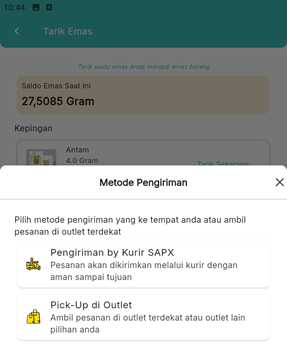 10:44
Tarik Emas
Tarik saldo emas Anda menjadi emas batang
Saldo Emas Saat Ini
27,5085 Gram
Kepingan
Antam
4.0 Gram
Tarik Sekarang
Metode Pengiriman
Pilih metode pengiriman yang ke tempat anda atau ambil
pesanan di outlet terdekat
Pengiriman by Kurir SAPX
Pesanan akan dikirimkan melalui kurir dengan
aman sampai tujuan
Pick-Up di Outlet
Ambil pesanan di outlet terdekat atau outlet lain
pilihan anda